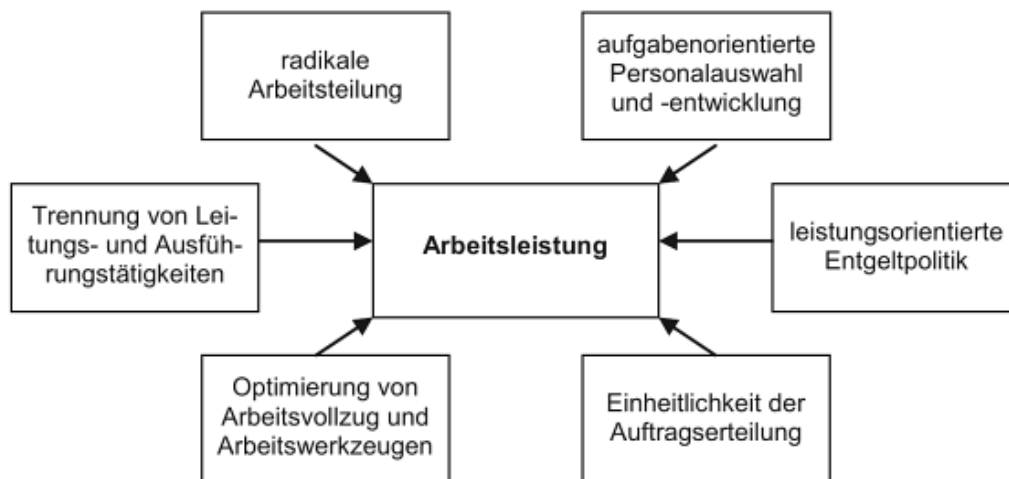 radikale
Arbeitsteilung
aufgabenorientierte
Personalauswahl
und -entwicklung
Trennung von Lei-
tungs- und Ausfüh-
rungstätigkeiten
Arbeitsleistung
leistungsorientierte
Entgeltpolitik
Optimierung von
Arbeitsvollzug und
Arbeitswerkzeugen
Einheitlichkeit der
Auftragserteilung